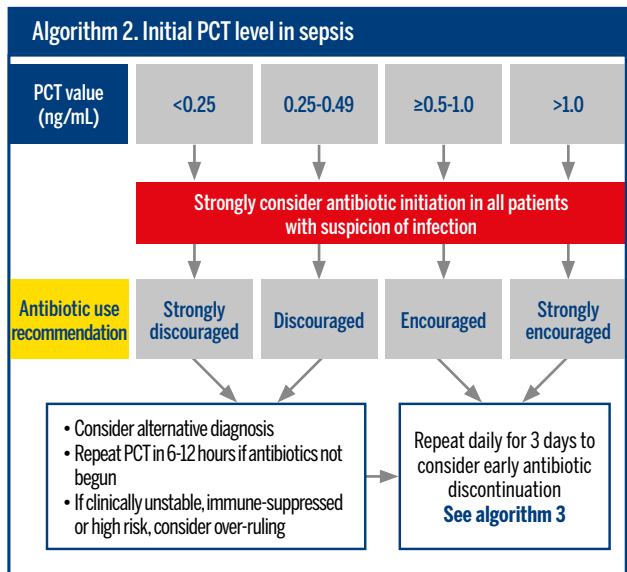 Algorithm 2. Initial PCT level in sepsis
PCT value
(ng/mL)
<0.25
0.25-0.49
≥0.5-1.0
>1.0
Strongly consider antibiotic initiation in all patients
with suspicion of infection
Antibiotic use
recommendation
Strongly
discouraged
Discouraged
Encouraged
Strongly
encouraged
• Consider alternative diagnosis
• Repeat PCT in 6-12 hours if antibiotics not
begun
• If clinically unstable, immune-suppressed
or high risk, consider over-ruling
Repeat daily for 3 days to
consider early antibiotic
discontinuation
See algorithm 3